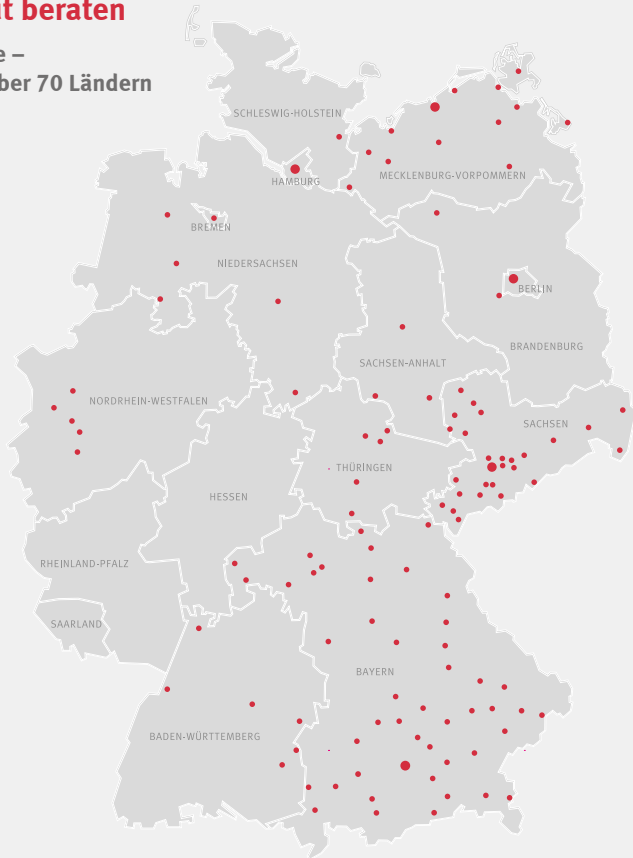 ut beraten
e –
ber 70 Ländern
SCHLESWIG-HOLSTEIN
MECKLENBURG-VORPOMMERN
HAMBURG
BREMEN
NIEDERSACHSEN
BERLIN
BRANDENBURG
SACHSEN-ANHALT
NORDRHEIN-WESTFALEN
SACHSEN
THÜRINGEN
HESSEN
RHEINLAND-PFALZ
SAARLAND
BAYERN
BADEN-WÜRTTEMBERG